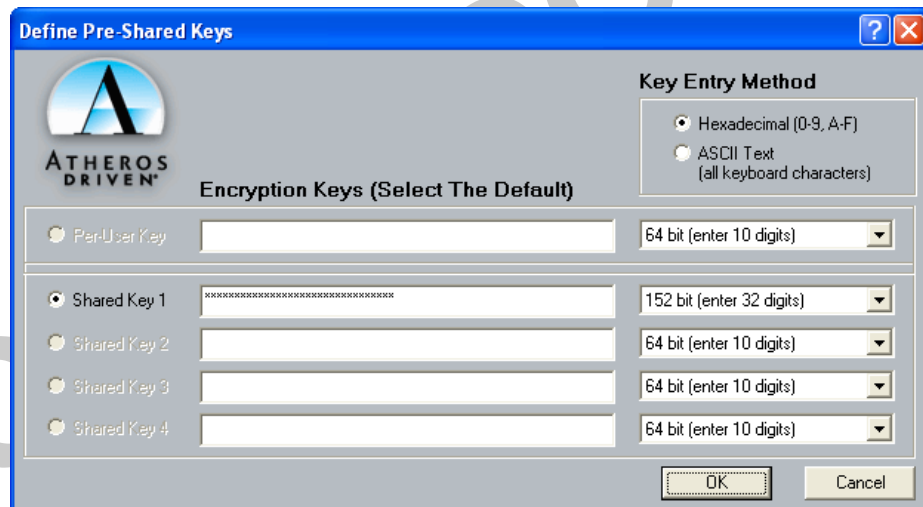 Define Pre-Shared Keys
Key Entry Method
Hexadecimal (0-9, A-F)
ASCII Text
(all keyboard characters)
ATHEROS
DRIVEN
Encryption Keys (Select The Default)
Per-User Key 64 bit (enter 10 digits)
Shared Key 1 ******************************** 152 bit (enter 32 digits)
Shared Key 2 64 bit (enter 10 digits)
Shared Key 3 64 bit (enter 10 digits)
Shared Key 4 64 bit (enter 10 digits)
OK Cancel